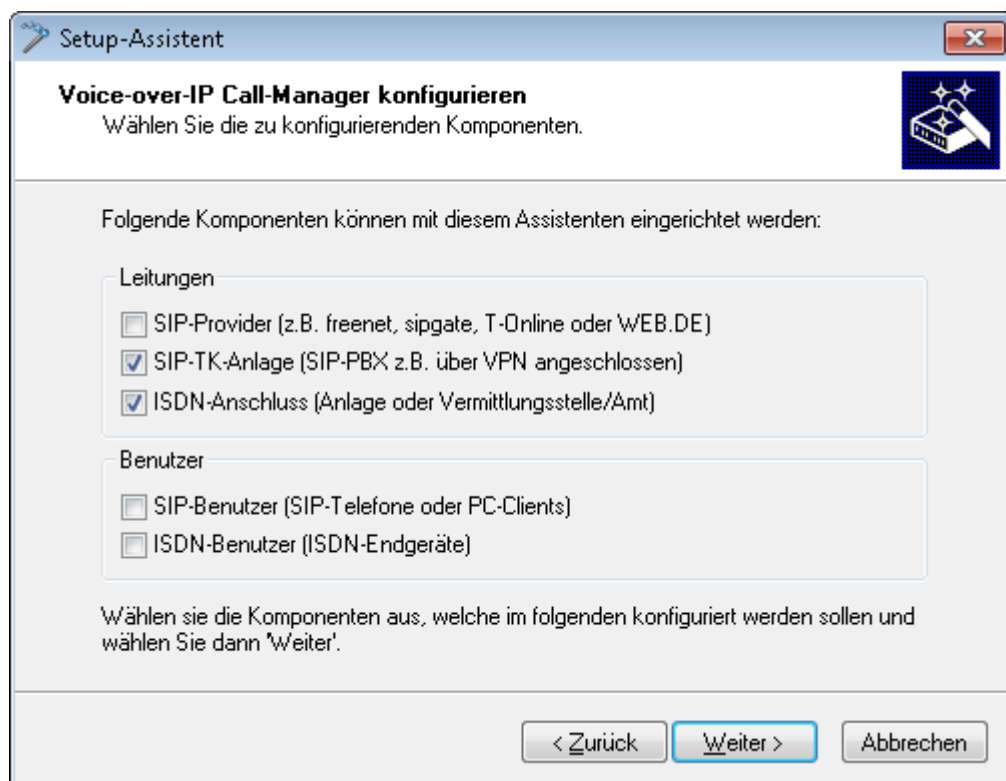 Setup-Assistent
Voice-over-IP Call-Manager konfigurieren
Wählen Sie die zu konfigurierenden Komponenten.
Folgende Komponenten können mit diesem Assistenten eingerichtet werden:
Leitungen
SIP-Provider (z.B. freenet, sipgate, T-Online oder WEB.DE)
SIP-TK-Anlage (SIP-PBX z.B. über VPN angeschlossen)
ISDN-Anschluss (Anlage oder Vermittlungsstelle/Amt)
Benutzer
SIP-Benutzer (SIP-Telefone oder PC-Clients)
ISDN-Benutzer (ISDN-Endgeräte)
Wählen sie die Komponenten aus, welche im folgenden konfiguriert werden sollen und
wählen Sie dann 'Weiter'.
< Zurück Weiter > Abbrechen